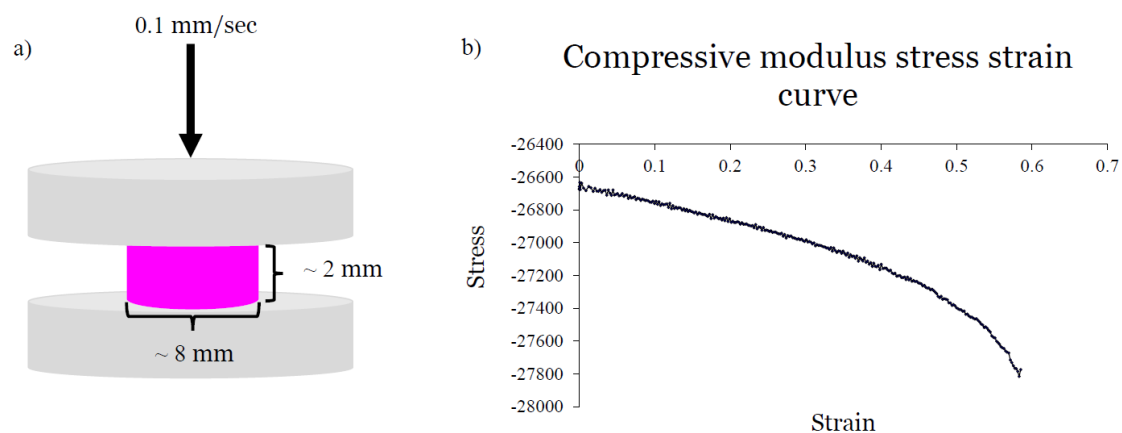 a)
0.1 mm/sec
~ 2 mm
~ 8 mm
b)
Compressive modulus stress strain
curve
-26400
-26600
-26800
-27000
-27200
-27400
-27600
-27800
-28000
0
0.1
0.2
0.3
0.4
0.5
0.6
0.7
Stress
Strain